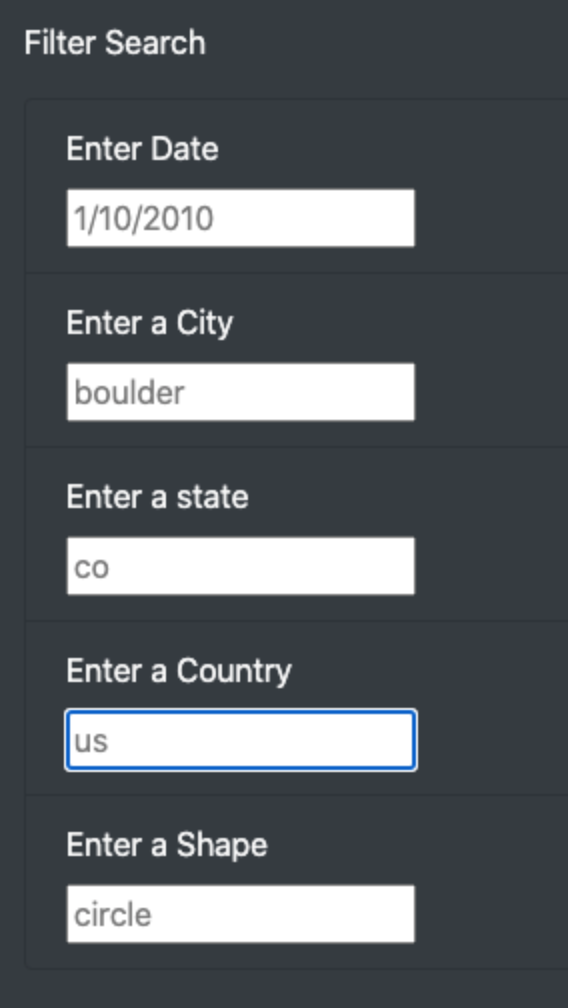 Filter Search
Enter Date
1/10/2010
Enter a City
boulder
Enter a state
co
Enter a Country
us
Enter a Shape
circle